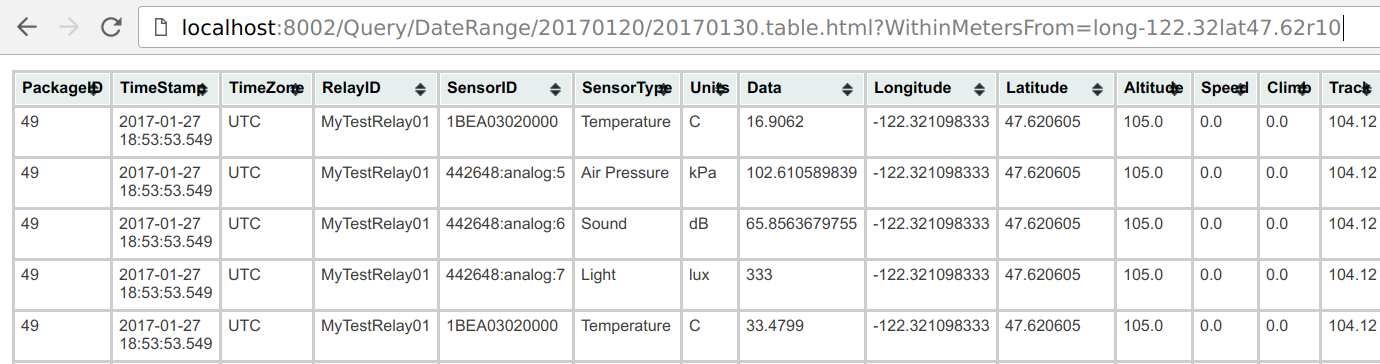 localhost:8002/Query/DateRange/20170120/20170130.table.html?WithinMetersFrom=long-122.32lat47.62r10
PackageID TimeStamp TimeZone RelayID SensorID SensorType Units Data Longitude Latitude Altitude Speed Climb Track
49 2017-01-27 UTC MyTestRelay01 1BEA03020000 Temperature C 16.9062 -122.321098333 47.620605 105.0 0.0 0.0 104.12
18:53:53.549
49 2017-01-27 UTC MyTestRelay01 442648:analog:5 Air Pressure kPa 102.610589839 -122.321098333 47.620605 105.0 0.0 0.0 104.12
18:53:53.549
49 2017-01-27 UTC MyTestRelay01 442648:analog:6 Sound dB 65.8563679755 -122.321098333 47.620605 105.0 0.0 0.0 104.12
18:53:53.549
49 2017-01-27 UTC MyTestRelay01 442648:analog:7 Light lux 333 -122.321098333 47.620605 105.0 0.0 0.0 104.12
18:53:53.549
49 2017-01-27 UTC MyTestRelay01 1BEA03020000 Temperature C 33.4799 -122.321098333 47.620605 105.0 0.0 0.0 104.12
18:53:53.549